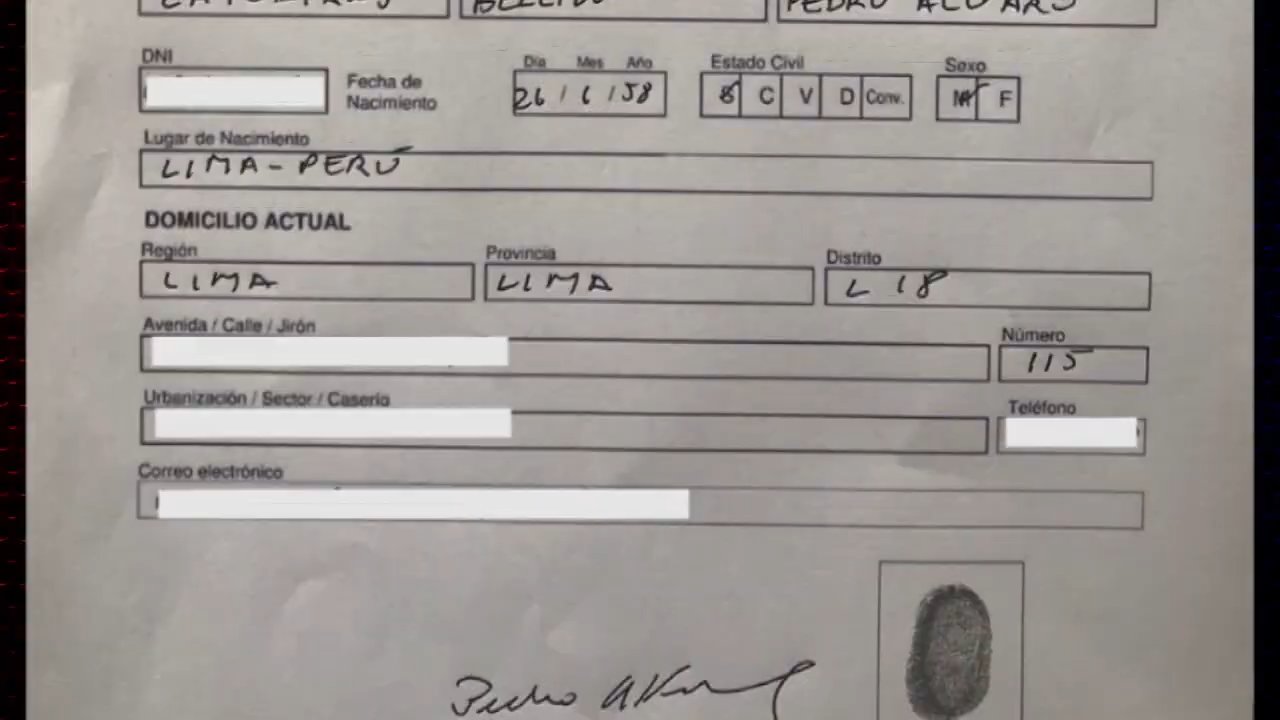 PEDRO ALVARO
DNI
Fecha de Nacimiento
Día Mes Año
26 / 6 / 58
Estado Civil
S C V D Conv.
Sexo
M F
Lugar de Nacimiento
LIMA - PERÚ
DOMICILIO ACTUAL
Región Provincia Distrito
LIMA LIMA L 18
Avenida / Calle / Jirón Número
115
Urbanización / Sector / Caserío Teléfono
Correo electrónico
Pedro